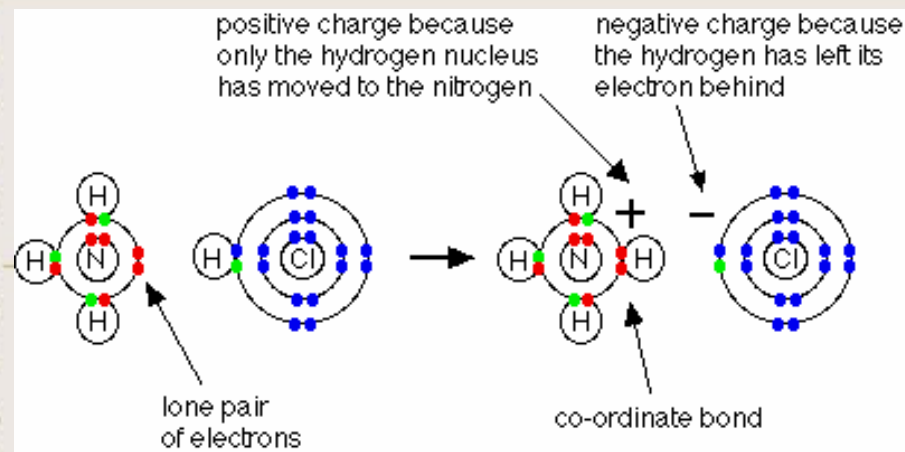 positive charge because
only the hydrogen nucleus
has moved to the nitrogen
negative charge because
the hydrogen has left its
electron behind
H
H
N
H
H
Cl
H
+
N
H
H
H
−
Cl
lone pair
of electrons
co-ordinate bond